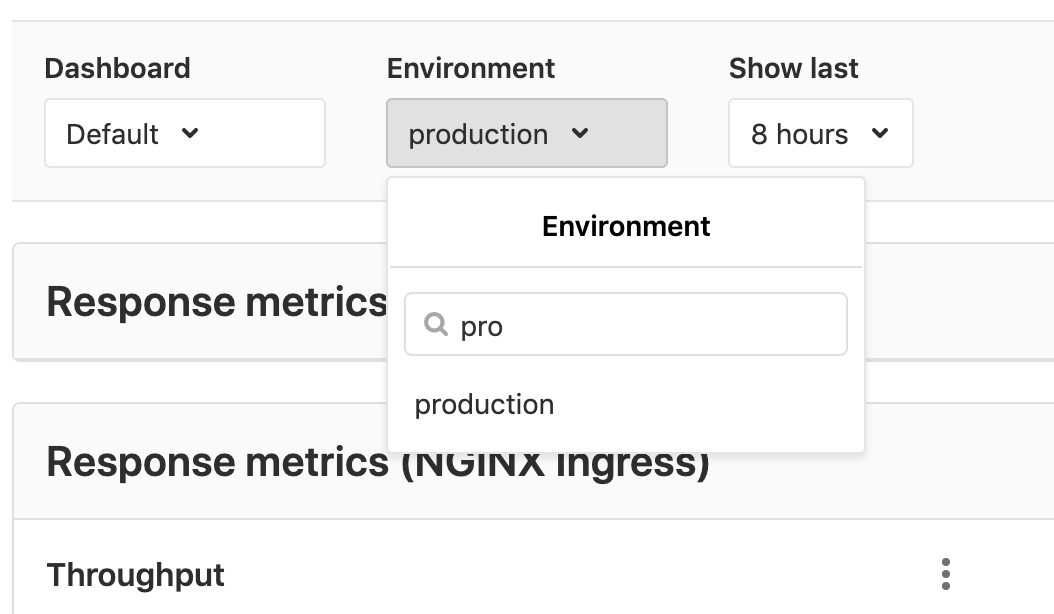 Dashboard
Environment
Show last
Default
production
8 hours
Environment
Response metrics
pro
production
Response metrics (NGINX Ingress)
Throughput